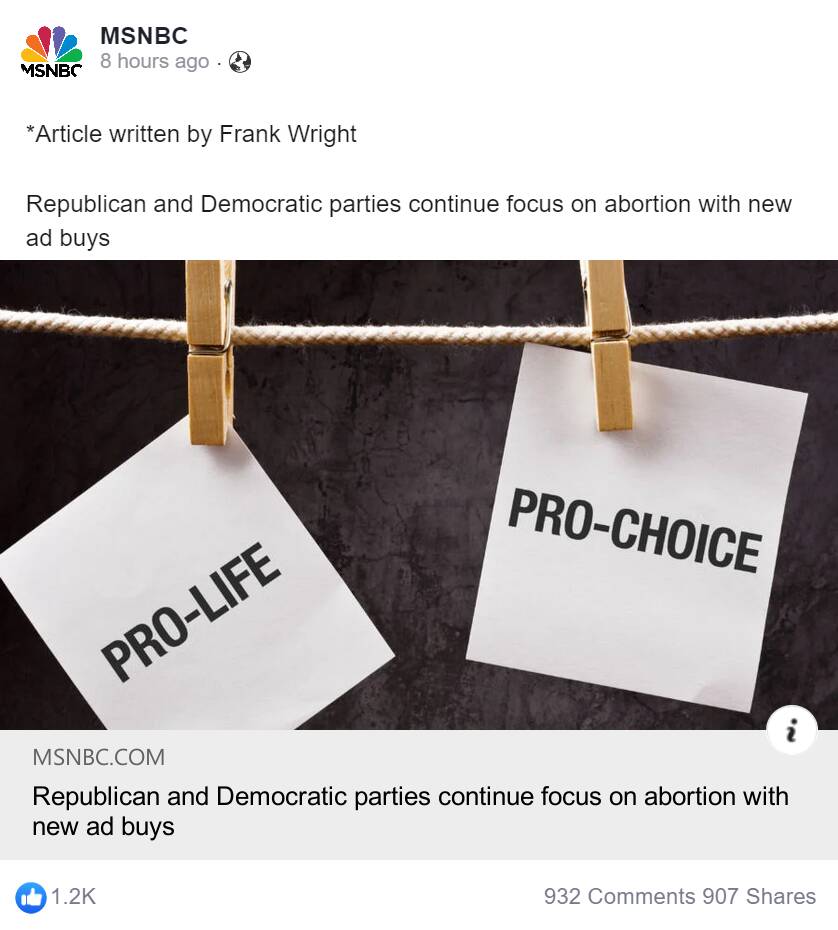 MSNBC
8 hours ago ·
MSNBC
*Article written by Frank Wright
Republican and Democratic parties continue focus on abortion with new
ad buys
PRO-LIFE
PRO-CHOICE
i
MSNBC.COM
Republican and Democratic parties continue focus on abortion with
new ad buys
1.2K
932 Comments 907 Shares